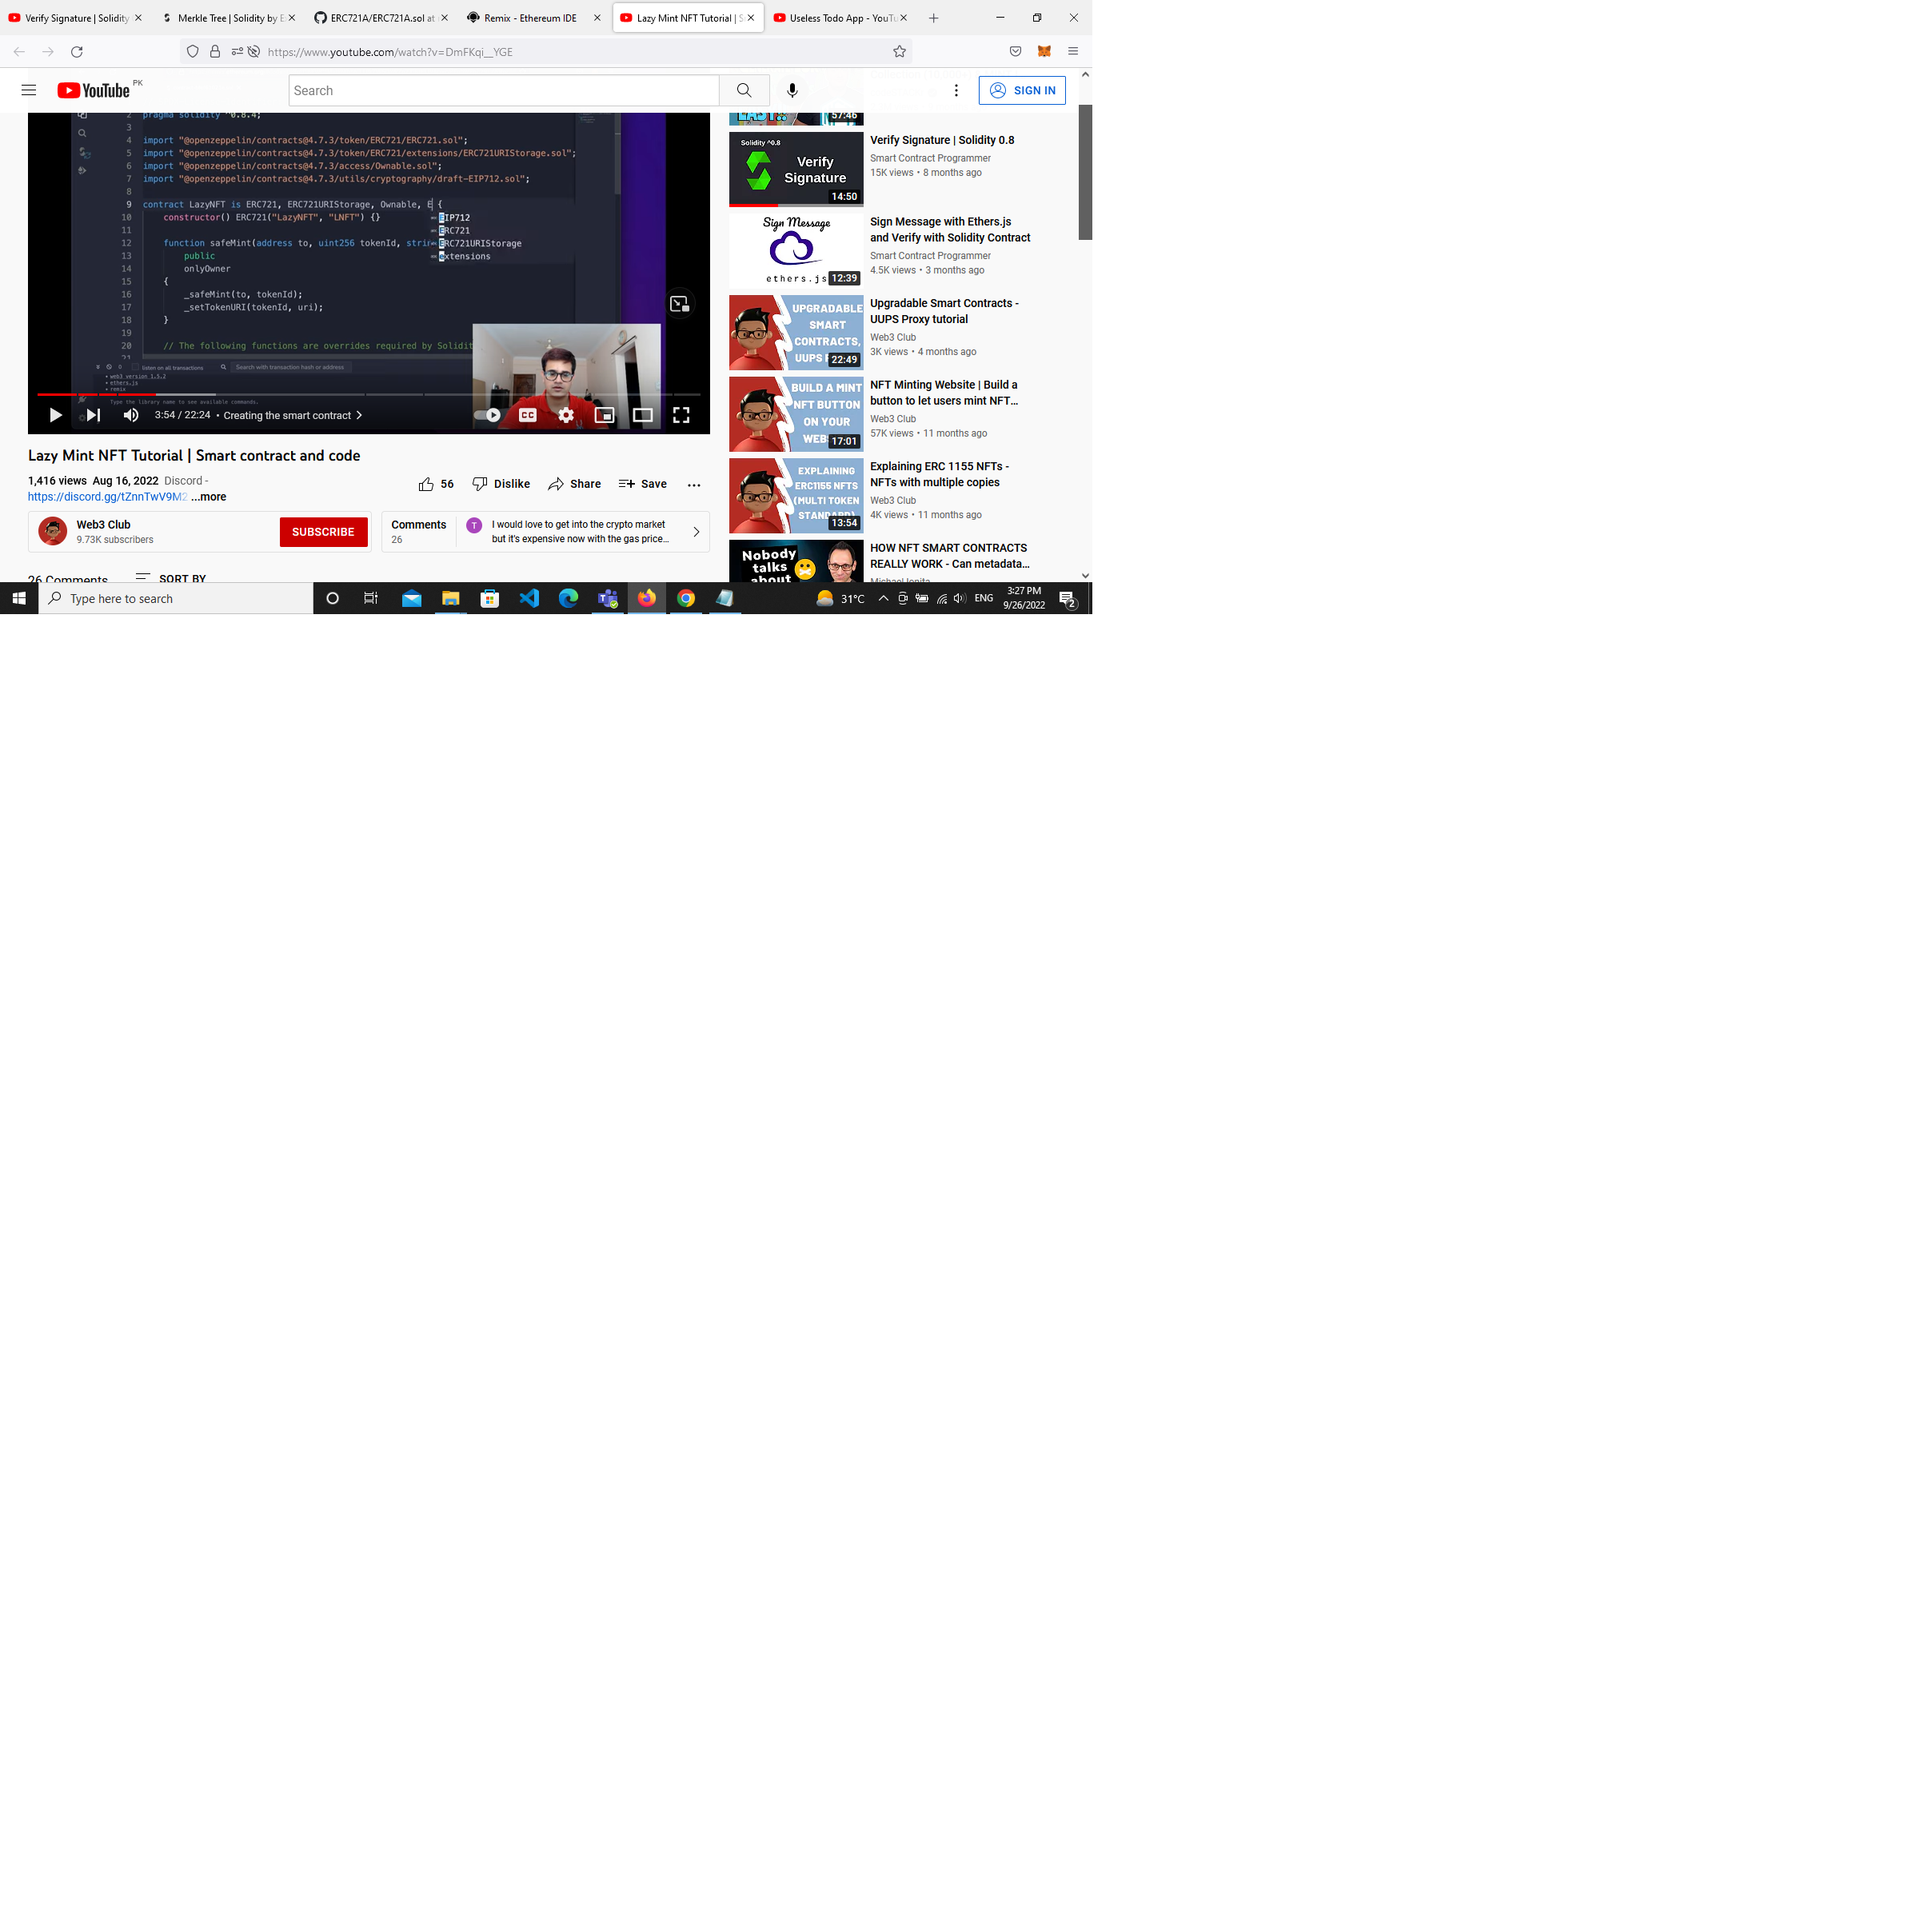 Verify Signature | Solidity
Merkle Tree | Solidity by E
ERC721A/ERC721A.sol at
Remix - Ethereum IDE
Lazy Mint NFT Tutorial | S
Useless Todo App - YouTu
https://www.youtube.com/watch?v=DmFKqi__YGE
YouTube PK
Search
SIGN IN
2 pragma solidity ^0.8.4;
3
4 import "@openzeppelin/contracts@4.7.3/token/ERC721/ERC721.sol";
5 import "@openzeppelin/contracts@4.7.3/token/ERC721/extensions/ERC721URIStorage.sol";
6 import "@openzeppelin/contracts@4.7.3/access/Ownable.sol";
7 import "@openzeppelin/contracts@4.7.3/utils/cryptography/draft-EIP712.sol";
8
9 contract LazyNFT is ERC721, ERC721URIStorage, Ownable, E {
10 constructor() ERC721("LazyNFT", "LNFT") {}
EIP712
11
ERC721
12 function safeMint(address to, uint256 tokenId, stri
ERC721URIStorage
13 public
extensions
14 onlyOwner
15 {
16 _safeMint(to, tokenId);
17 _setTokenURI(tokenId, uri);
18 }
19
20 // The following functions are overrides required by Solidit
21
0 listen on all transactions
Search with transaction hash or address
• web3 version 1.5.2
• ethers.js
• remix
Type the library name to see available commands.
3:54 / 22:24 • Creating the smart contract
CC
Lazy Mint NFT Tutorial | Smart contract and code
1,416 views Aug 16, 2022 Discord -
https://discord.gg/tZnnTwV9M2 ...more
56
Dislike
Share
Save
Web3 Club
9.73K subscribers
SUBSCRIBE
Comments
26
T
I would love to get into the crypto market
but it's expensive now with the gas price...
26 Comments
SORT BY
EASY!!
57:46
Solidity ^0.8
Verify
Signature
14:50
Verify Signature | Solidity 0.8
Smart Contract Programmer
15K views • 8 months ago
Sign Message
ethers.js
12:39
Sign Message with Ethers.js
and Verify with Solidity Contract
Smart Contract Programmer
4.5K views • 3 months ago
UPGRADABLE
SMART
CONTRACTS,
UUPS P
22:49
Upgradable Smart Contracts -
UUPS Proxy tutorial
Web3 Club
3K views • 4 months ago
BUILD A MINT
NFT BUTTON
ON YOUR
WEB
17:01
NFT Minting Website | Build a
button to let users mint NFT...
Web3 Club
57K views • 11 months ago
EXPLAINING
ERC1155 NFTS
(MULTI TOKEN
STANDARD)
13:54
Explaining ERC 1155 NFTs -
NFTs with multiple copies
Web3 Club
4K views • 11 months ago
Nobody
talks
about
HOW NFT SMART CONTRACTS
REALLY WORK - Can metadata...
Michael Ionita
Type here to search
31°C
ENG
3:27 PM
9/26/2022
2